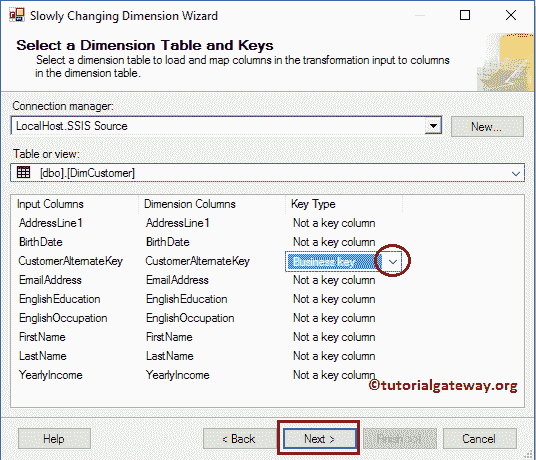 Slowly Changing Dimension Wizard
Select a Dimension Table and Keys
Select a dimension table to load and map columns in the transformation input to columns
in the dimension table.
Connection manager:
LocalHost.SSIS Source
New...
Table or view:
[dbo].[DimCustomer]
Input Columns Dimension Columns Key Type
AddressLine1 AddressLine1 Not a key column
BirthDate BirthDate Not a key column
CustomerAlternateKey CustomerAlternateKey Business key
EmailAddress EmailAddress Not a key column
EnglishEducation EnglishEducation Not a key column
EnglishOccupation EnglishOccupation Not a key column
FirstName FirstName Not a key column
LastName LastName Not a key column
YearlyIncome YearlyIncome Not a key column
©tutorialgateway.org
Help < Back Next > Finish >>| Cancel